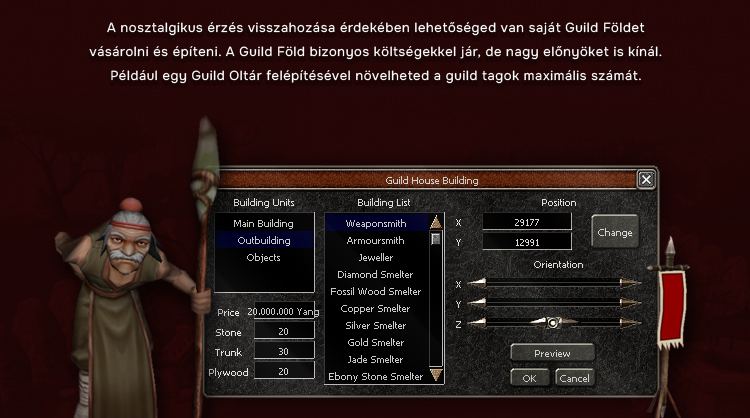 A nosztalgikus érzés visszahozása érdekében lehetőséged van saját Guild Földet
vásárolni és építeni. A Guild Föld bizonyos költségekkel jár, de nagy előnyöket is kínál.
Például egy Guild Oltár felépítésével növelheted a guild tagok maximális számát.
Guild House Building
Building Units
Main Building
Outbuilding
Objects
Price 20.000.000 Yang
Stone 20
Trunk 30
Plywood 20
Building List
Weaponsmith
Armoursmith
Jeweller
Diamond Smelter
Fossil Wood Smelter
Copper Smelter
Silver Smelter
Gold Smelter
Jade Smelter
Ebony Stone Smelter
Position
X 29177
Y 12991
Change
Orientation
X
Y
Z
Preview
OK Cancel